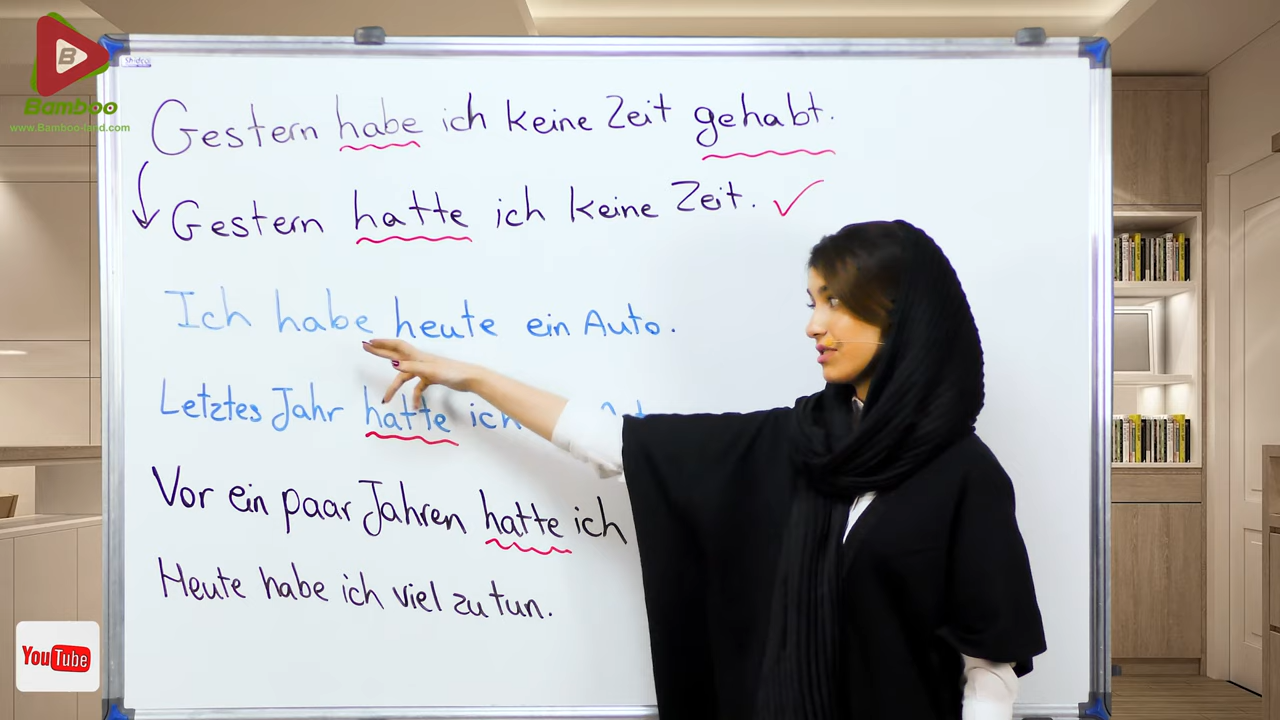 B
Bamboo
www.Bamboo-land.com
Gestern habe ich keine Zeit gehabt.
Gestern hatte ich keine Zeit.
Ich habe heute ein Auto.
Letztes Jahr hatte ich
Vor ein paar Jahren hatte ich
Heute habe ich viel zu tun.
YouTube